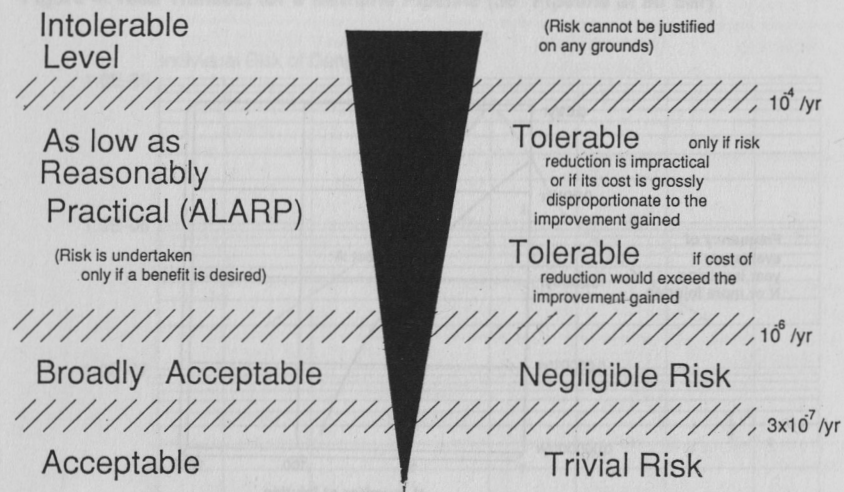 Intolerable
Level
(Risk cannot be justified
on any grounds)
10⁻⁴ /yr
As low as
Reasonably
Practical (ALARP)
(Risk is undertaken
only if a benefit is desired)
Tolerable only if risk
reduction is impractical
or if its cost is grossly
disproportionate to the
improvement gained
Tolerable if cost of
reduction would exceed the
improvement gained
10⁻⁶ /yr
Broadly Acceptable
Negligible Risk
3x10⁻⁷ /yr
Acceptable
Trivial Risk